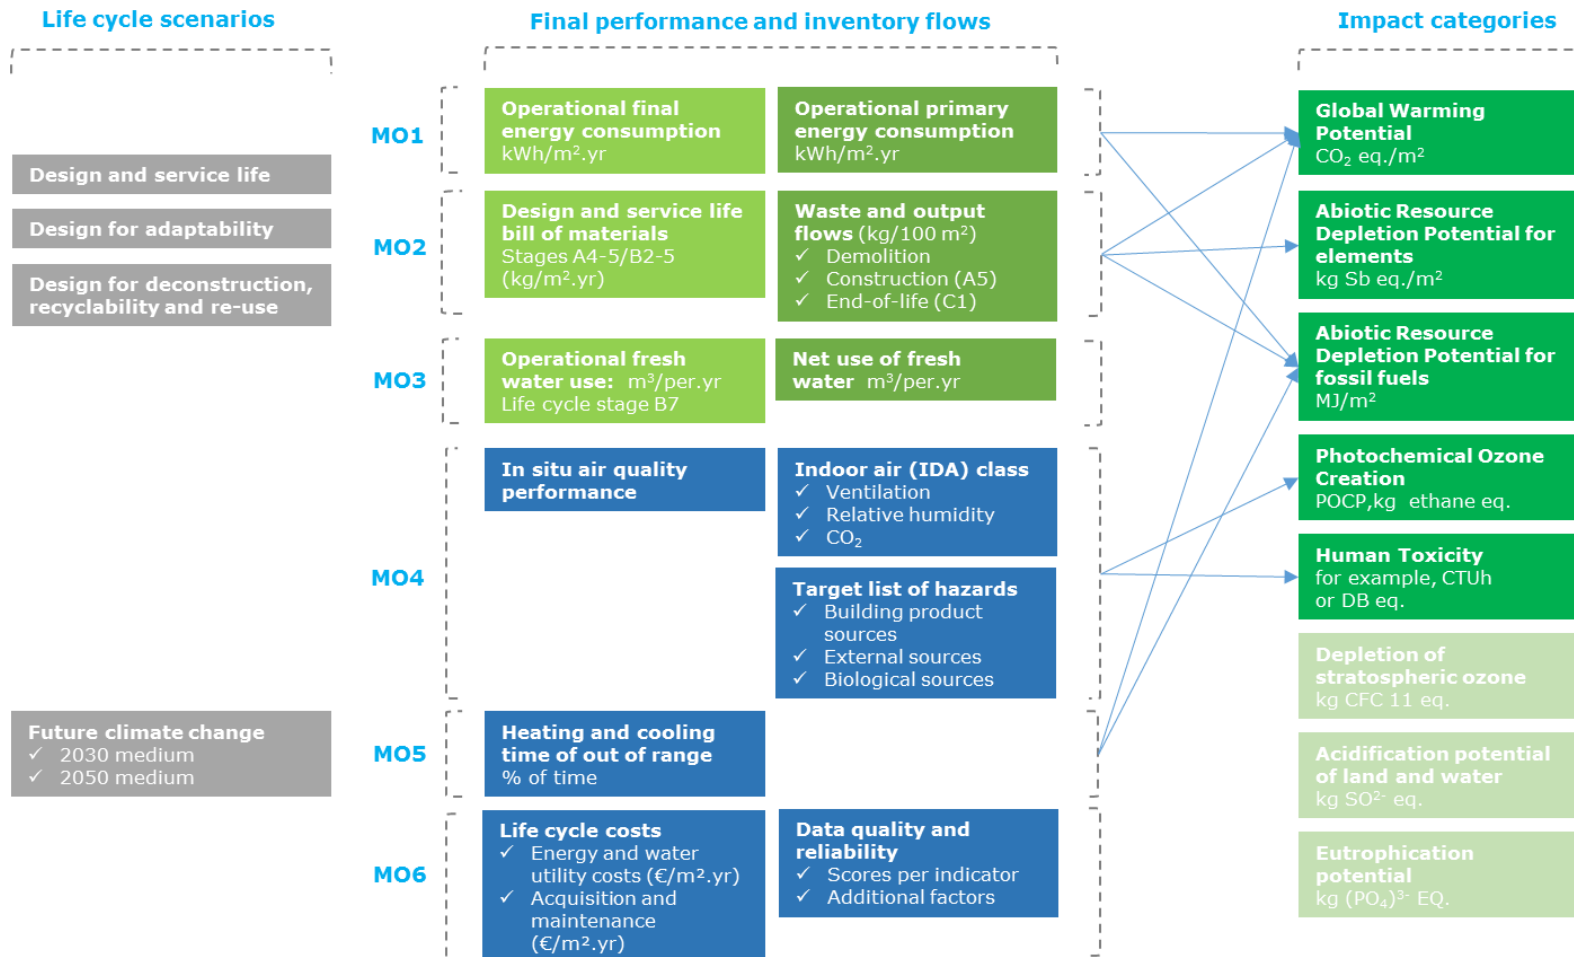 Life cycle scenarios
Final performance and inventory flows
Impact categories
Design and service life
Design for adaptability
Design for deconstruction,
recyclability and re-use
Future climate change
✓ 2030 medium
✓ 2050 medium
MO1
Operational final
energy consumption
kWh/m².yr
Operational primary
energy consumption
kWh/m².yr
MO2
Design and service life
bill of materials
Stages A4-5/B2-5
(kg/m².yr)
Waste and output
flows (kg/100 m²)
✓ Demolition
✓ Construction (A5)
✓ End-of-life (C1)
MO3
Operational fresh
water use: m³/per.yr
Life cycle stage B7
Net use of fresh
water m³/per.yr
MO4
In situ air quality
performance
Indoor air (IDA) class
✓ Ventilation
✓ Relative humidity
✓ CO₂
Target list of hazards
✓ Building product
sources
✓ External sources
✓ Biological sources
MO5
Heating and cooling
time of out of range
% of time
MO6
Life cycle costs
✓ Energy and water
utility costs (€/m².yr)
✓ Acquisition and
maintenance
(€/m².yr)
Data quality and
reliability
✓ Scores per indicator
✓ Additional factors
Global Warming
Potential
CO₂ eq./m²
Abiotic Resource
Depletion Potential for
elements
kg Sb eq./m²
Abiotic Resource
Depletion Potential for
fossil fuels
MJ/m²
Photochemical Ozone
Creation
POCP,kg ethane eq.
Human Toxicity
for example, CTUh
or DB eq.
Depletion of
stratospheric ozone
kg CFC 11 eq.
Acidification potential
of land and water
kg SO²⁻ eq.
Eutrophication
potential
kg (PO₄)³⁻ EQ.